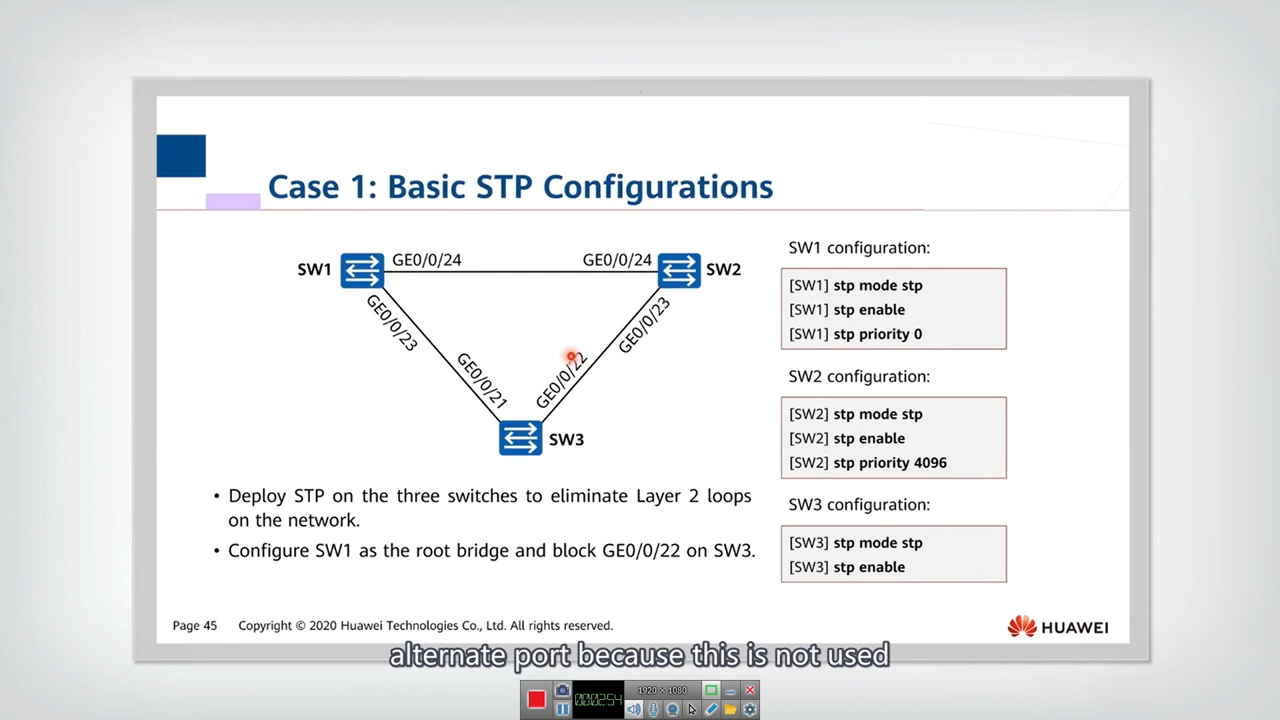 Case 1: Basic STP Configurations
SW1
GE0/0/24
GE0/0/24
SW2
GE0/0/23
GE0/0/21
GE0/0/22
GE0/0/23
SW3
• Deploy STP on the three switches to eliminate Layer 2 loops
on the network.
• Configure SW1 as the root bridge and block GE0/0/22 on SW3.
SW1 configuration:
[SW1] stp mode stp
[SW1] stp enable
[SW1] stp priority 0
SW2 configuration:
[SW2] stp mode stp
[SW2] stp enable
[SW2] stp priority 4096
SW3 configuration:
[SW3] stp mode stp
[SW3] stp enable
Page 45 Copyright © 2020 Huawei Technologies Co., Ltd. All rights reserved.
HUAWEI
alternate port because this is not used
1920 × 1080
000:02:54